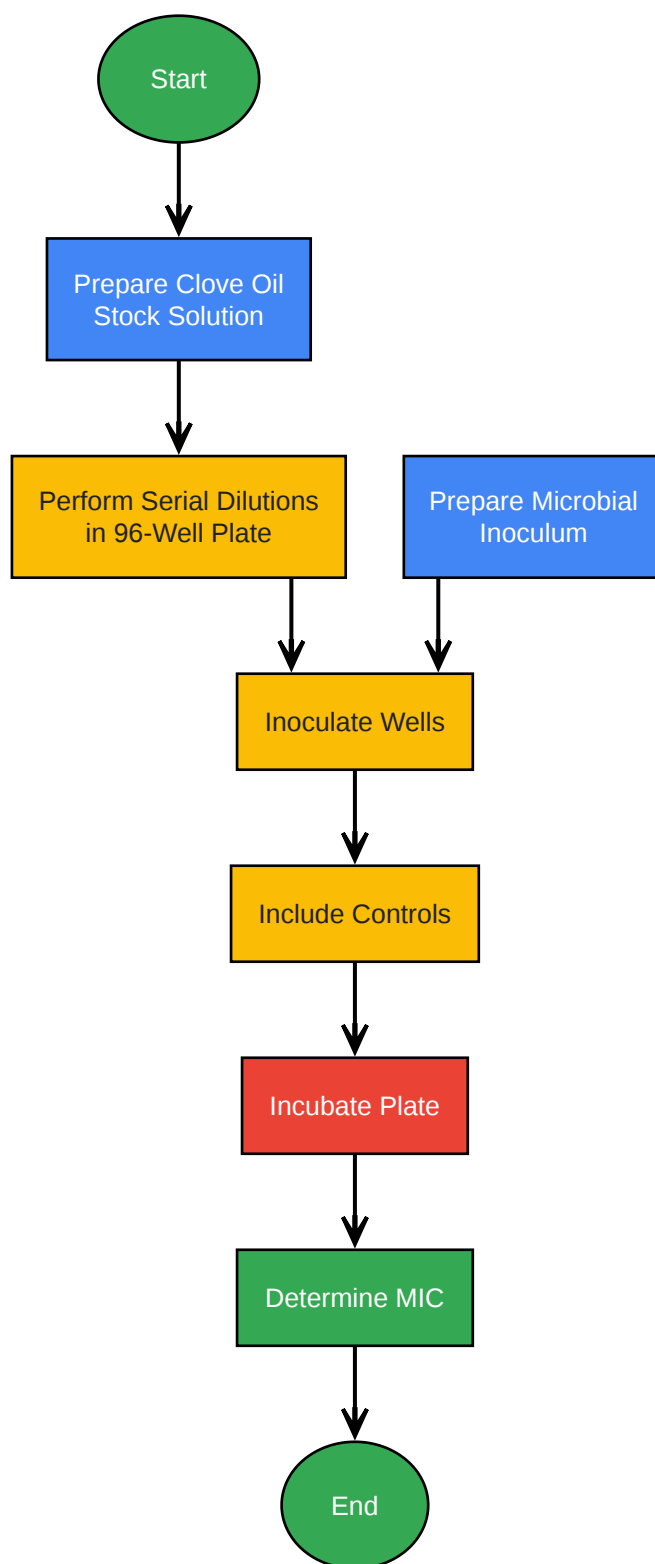 Start
Prepare Clove Oil
Stock Solution
Perform Serial Dilutions
in 96-Well Plate
Prepare Microbial
Inoculum
Inoculate Wells
Include Controls
Incubate Plate
Determine MIC
End